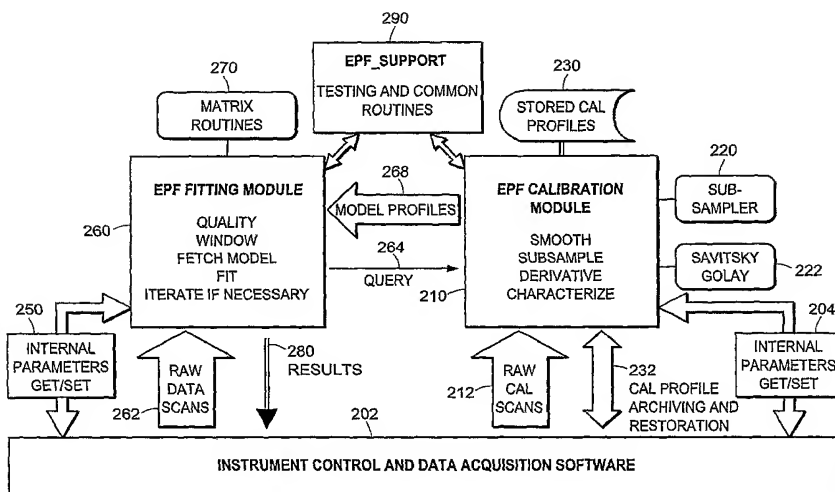 290
EPF_SUPPORT
TESTING AND COMMON
ROUTINES
270
MATRIX
ROUTINES
230
STORED CAL
PROFILES
220
SUB-
SAMPLER
SAVITSKY
GOLAY
222
260
EPF FITTING MODULE
QUALITY
WINDOW
FETCH MODEL
FIT
ITERATE IF NECESSARY
268
MODEL PROFILES
264
QUERY
210
EPF CALIBRATION
MODULE
SMOOTH
SUBSAMPLE
DERIVATIVE
CHARACTERIZE
250
INTERNAL
PARAMETERS
GET/SET
RAW
DATA
SCANS
262
280
RESULTS
212
RAW
CAL
SCANS
232
CAL PROFILE
ARCHIVING AND
RESTORATION
204
INTERNAL
PARAMETERS
GET/SET
202
INSTRUMENT CONTROL AND DATA ACQUISITION SOFTWARE